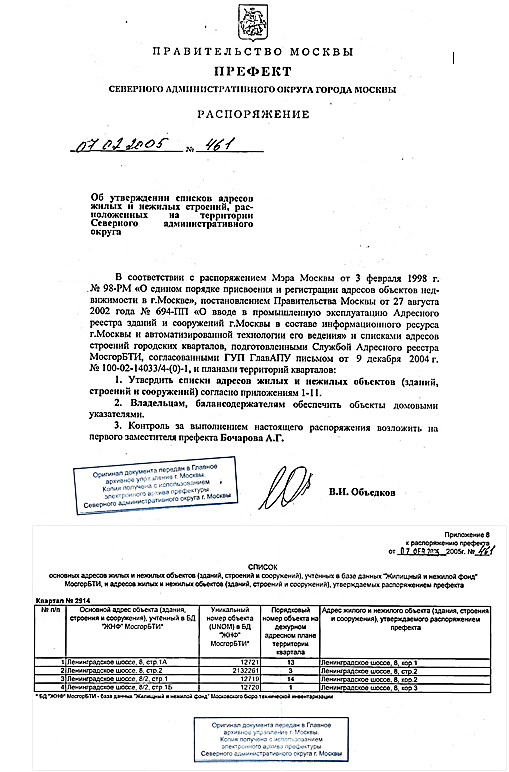 ПРАВИТЕЛЬСТВО МОСКВЫ
ПРЕФЕКТ
СЕВЕРНОГО АДМИНИСТРАТИВНОГО ОКРУГА ГОРОДА МОСКВЫ
РАСПОРЯЖЕНИЕ
07.02.2005 № 461
Об утверждении списков адресов
жилых и нежилых строений, рас-
положенных на территории
Северного административного
округа
В соответствии с распоряжением Мэра Москвы от 3 февраля 1998 г.
№ 98-РМ «О едином порядке присвоения и регистрации адресов объектов нед-
вижимости в г.Москве», постановлением Правительства Москвы от 27 августа
2002 года № 694-ПП «О вводе в промышленную эксплуатацию Адресного
реестра зданий и сооружений г.Москвы в составе информационного ресурса
г.Москвы и автоматизированной технологии его ведения» и списками адресов
строений городских кварталов, подготовленными Службой Адресного реестра
МосгорБТИ, согласованными ГУП ГлавАПУ письмом от 9 декабря 2004 г.
№ 100-02-14033/4-(0)-1, и планами территорий кварталов:
1. Утвердить списки адресов жилых и нежилых объектов (зданий,
строений и сооружений) согласно приложениям 1-11.
2. Владельцам, балансодержателям обеспечить объекты домовыми
указателями.
3. Контроль за выполнением настоящего распоряжения возложить на
первого заместителя префекта Бочарова А.Г.
Оригинал документа передан в Главное
архивное управление г. Москвы.
Копия получена с использованием
электронного архива префектуры
Северного административного округа г. Москвы
В.Н. Объедков
Приложение 8
к распоряжению префекта
от 07 ФЕВ 2005 2005г. № 461
СПИСОК
основных адресов жилых и нежилых объектов (зданий, строений и сооружений), учтённых в базе данных "Жилищный и нежилой фонд"
МосгорБТИ, и адресов жилых и нежилых объектов (зданий, строений и сооружений), утверждаемых распоряжением префекта
Квартал № 2914
№ п/п Основной адрес объекта (здания, строения и сооружения), учтённый в БД "ЖНФ" МосгорБТИ* Уникальный номер объекта (UNOM) в БД "ЖНФ" МосгорБТИ* Порядковый номер объекта на дежурном адресном плане территории квартала Адрес жилого и нежилого объекта (здания, строения и сооружения), утверждаемого распоряжением префекта
1 Ленинградское шоссе, 8, стр.1А 12721 13 Ленинградское шоссе, 8, кор.1
2 Ленинградское шоссе, 8, стр.2 2132261 3 Ленинградское шоссе, 8, стр.2
3 Ленинградское шоссе, 8/2, стр.1 12719 14 Ленинградское шоссе, 8, кор.2
4 Ленинградское шоссе, 8/2, стр.1Б 12720 1 Ленинградское шоссе, 8, кор 3
* БД "ЖНФ" МосгорБТИ - база данных "Жилищный и нежилой фонд" Московского бюро технической инвентаризации
Оригинал документа передан в Главное
архивное управление г. Москвы.
Копия получена с использованием
электронного архива префектуры
Северного административного округа г. Москвы